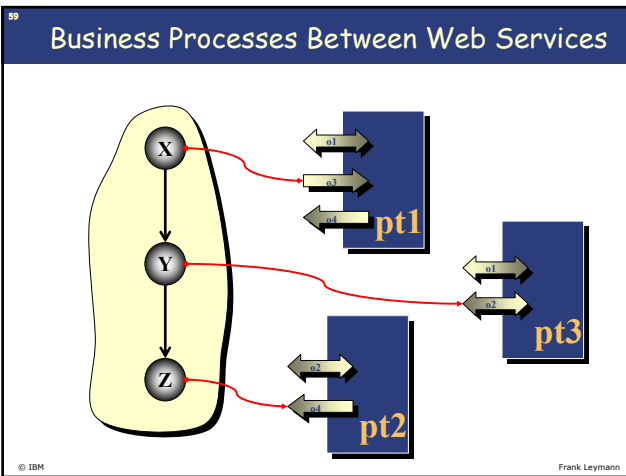 59
Business Processes Between Web Services
X
o1
o3
o4
pt1
Y
o1
o2
pt3
Z
o2
o4
pt2
© IBM
Frank Leymann